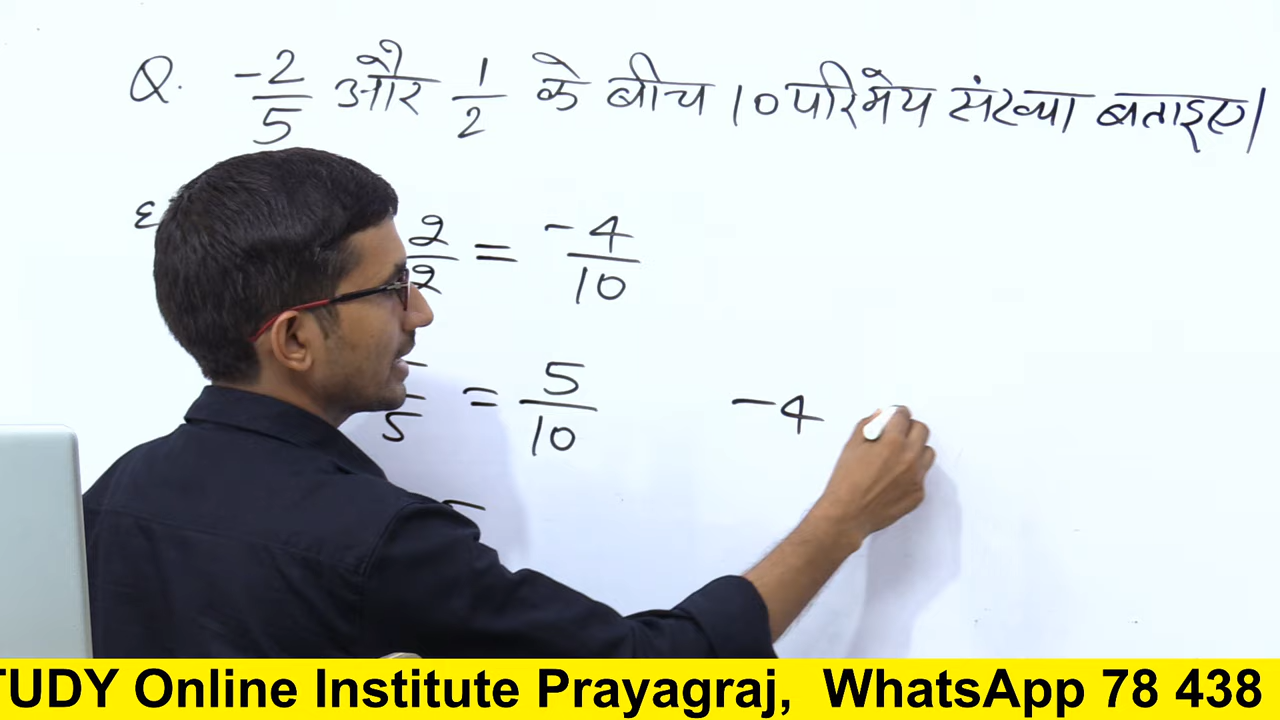 Q. -2/5 और 1/2 के बीच 10 परिमेय संख्या बताइए।
2/2 = -4/10
5 = 5/10
-4
TUDY Online Institute Prayagraj, WhatsApp 78 438